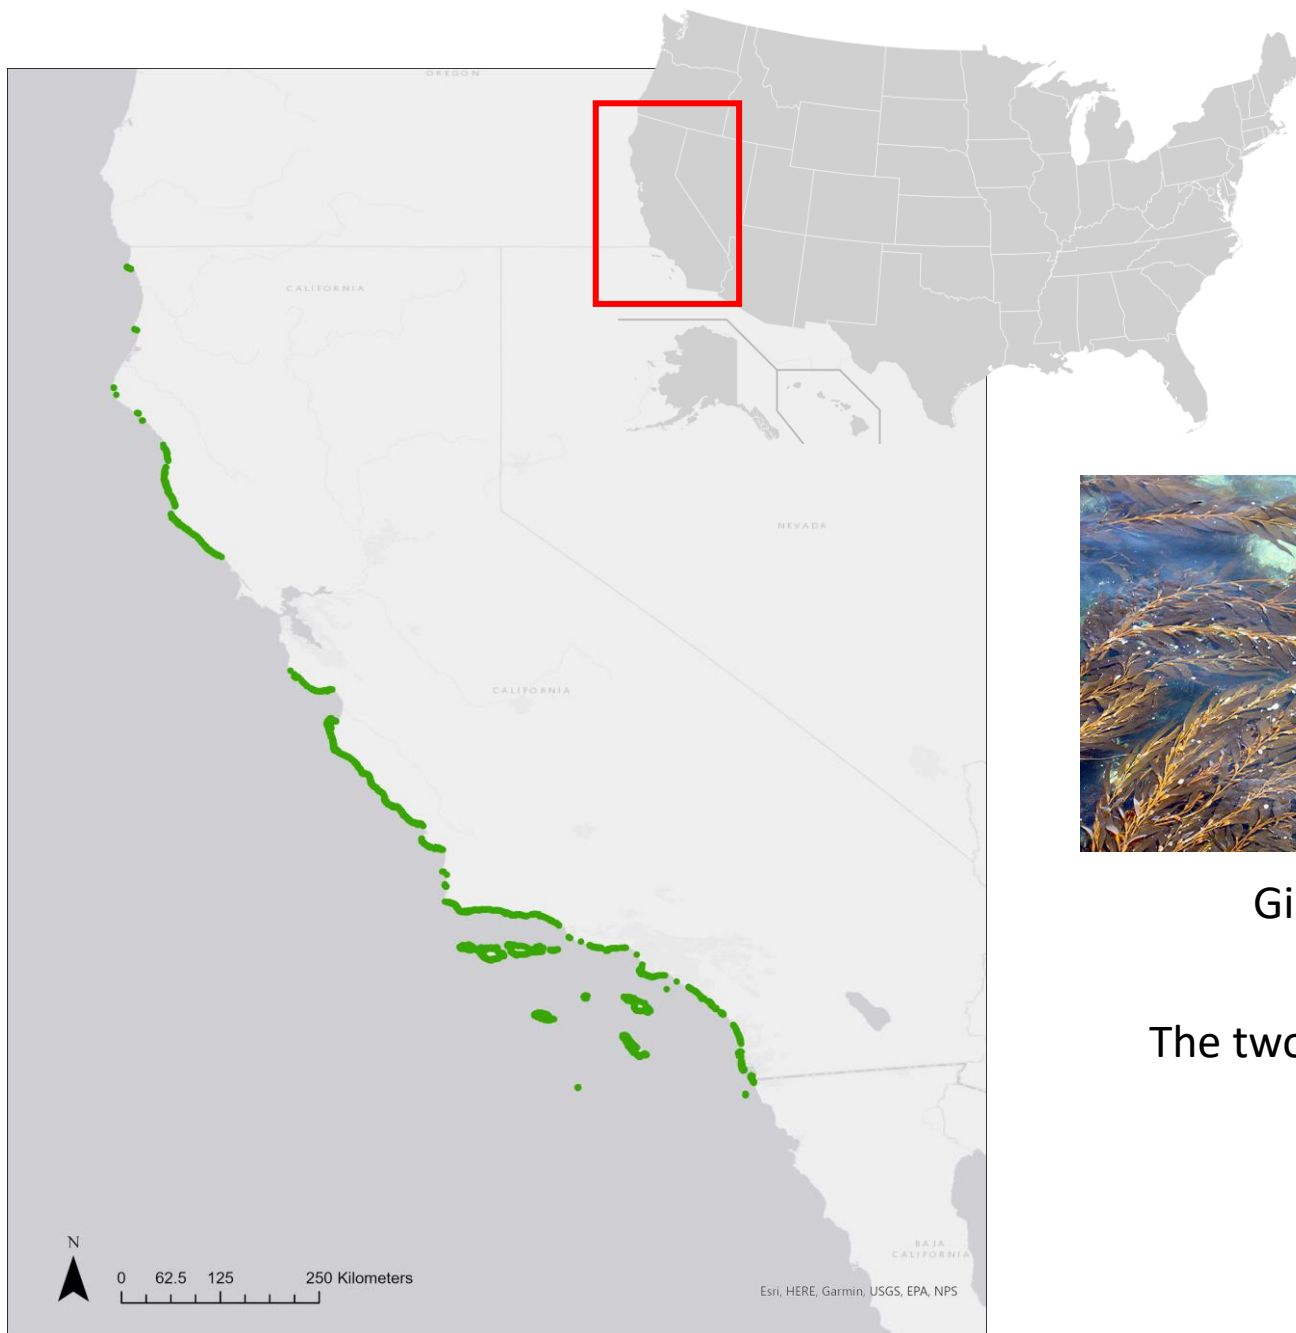 OREGON
CALIFORNIA
NEVADA
CALIFORNIA
Gi
The two
BAJA
CALIFORNIA
N
0 62.5 125 250 Kilometers
Esri, HERE, Garmin, USGS, EPA, NPS